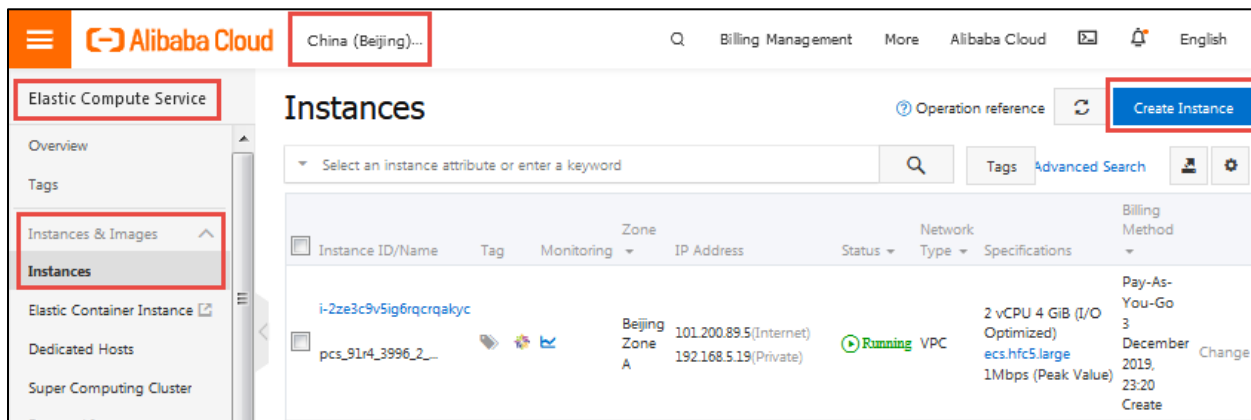 Alibaba Cloud
China (Beijing)...
Billing Management
More
Alibaba Cloud
English
Elastic Compute Service
Instances
Operation reference
Create Instance
Overview
Select an instance attribute or enter a keyword
Tags
Advanced Search
Tags
Instances & Images
Instances
Elastic Container Instance
Dedicated Hosts
Super Computing Cluster
Instance ID/Name
Tag
Monitoring
Zone
IP Address
Status
Network
Type
Specifications
Billing
Method
i-2ze3c9v5ig6rqcrqakyc
pcs_91r4_3996_2_...
Beijing
Zone
A
101.200.89.5(Internet)
192.168.5.19(Private)
Running
VPC
2 vCPU 4 GiB (I/O
Optimized)
ecs.hfc5.large
1Mbps (Peak Value)
Pay-As-
You-Go
3
December
2019,
23:20
Create
Change